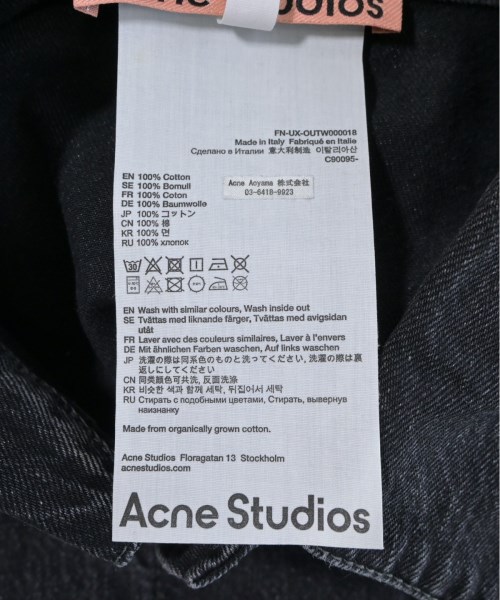 Acne Studios
FN-UX-OUTW000018
Made in Italy Fabriqué en Italie
Сделано в Италии 意大利制造 이탈리아산
C90095-
EN 100% Cotton
SE 100% Bomull
FR 100% Coton
DE 100% Baumwolle
JP 100% コットン
CN 100% 棉
KR 100% 면
RU 100% хлопок
Acne Aoyama 株式会社
03-6418-9923
30
EN Wash with similar colours, Wash inside out
SE Tvättas med liknande färger, Tvättas med avigsidan
utåt
FR Laver avec des couleurs similaires, Laver à l'envers
DE Mit ähnlichen Farben waschen, Auf links waschen
JP 洗濯の際は同系色のものと洗ってください, 洗濯の際は裏
返しにしてください
CN 同类颜色可共洗, 反面洗涤
KR 비슷한 색과 함께 세탁, 뒤집어서 세탁
RU Стирать с подобными цветами, Стирать, вывернув
наизнанку
Made from organically grown cotton.
Acne Studios Floragatan 13 Stockholm
acnestudios.com
Acne Studios